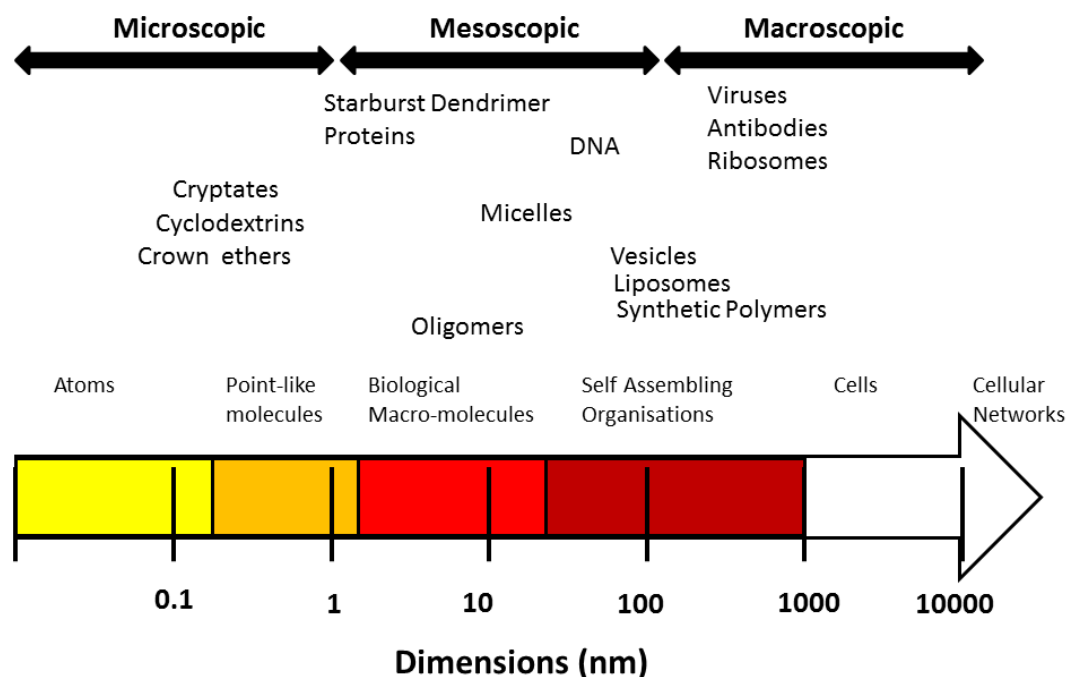 Microscopic
Mesoscopic
Macroscopic
Starburst Dendrimer
Proteins
DNA
Viruses
Antibodies
Ribosomes
Cryptates
Cyclodextrins
Crown ethers
Micelles
Vesicles
Liposomes
Synthetic Polymers
Oligomers
Atoms
Point-like
molecules
Biological
Macro-molecules
Self Assembling
Organisations
Cells
Cellular
Networks
0.1
1
10
100
1000
10000
Dimensions (nm)